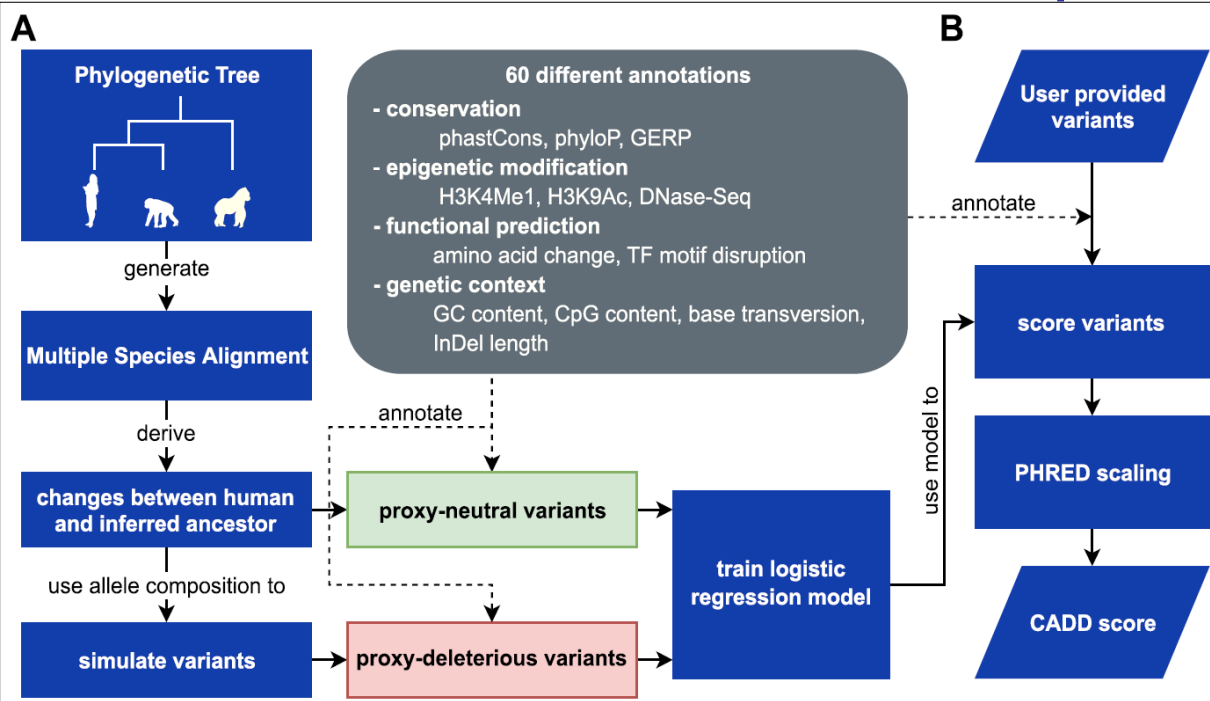 A
Phylogenetic Tree
generate
Multiple Species Alignment
derive
changes between human
and inferred ancestor
use allele composition to
simulate variants
60 different annotations
- conservation
phastCons, phyloP, GERP
- epigenetic modification
H3K4Me1, H3K9Ac, DNase-Seq
- functional prediction
amino acid change, TF motif disruption
- genetic context
GC content, CpG content, base transversion,
InDel length
annotate
proxy-neutral variants
proxy-deleterious variants
train logistic
regression model
use model to
B
User provided
variants
annotate
score variants
PHRED scaling
CADD score